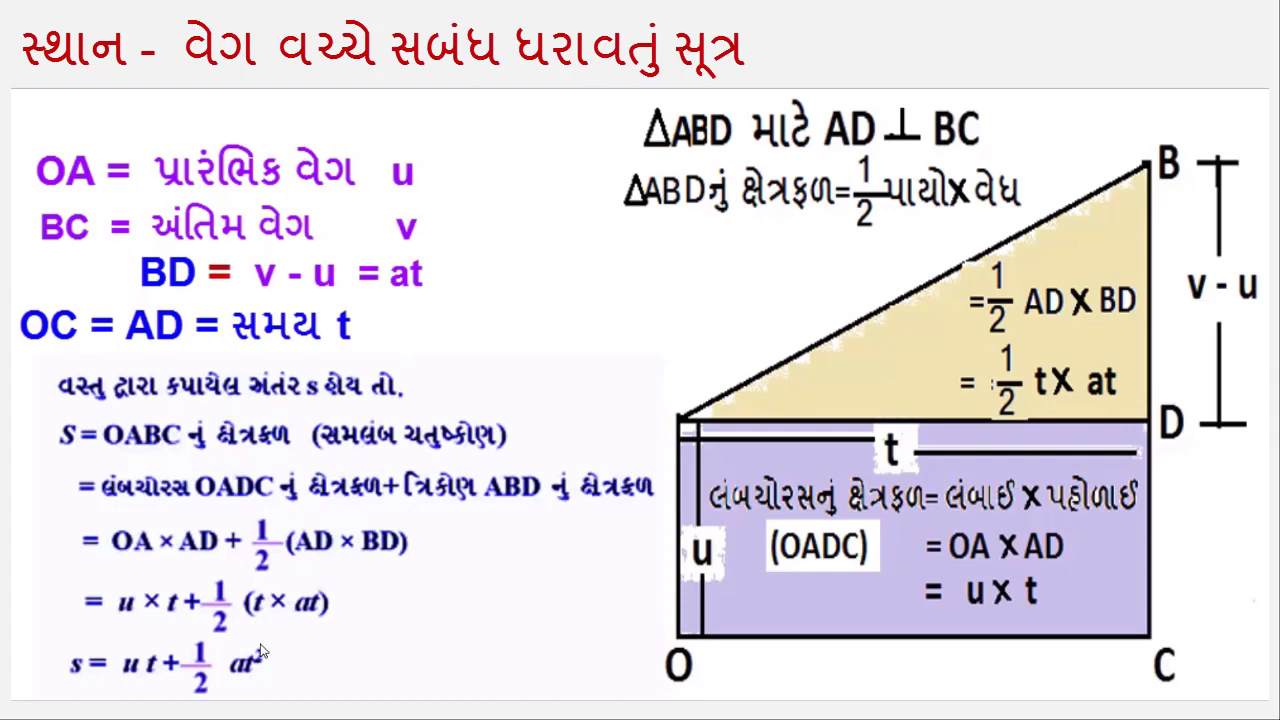 સ્થાન - વેગ વચ્ચે સબંધ ધરાવતું સૂત્ર
OA = પ્રારંભિક વેગ u
BC = અંતિમ વેગ v
BD = v - u = at
OC = AD = સમય t
વસ્તુ દ્વારા કપાયેલ અંતર s હોય તો.
S = OABC નું ક્ષેત્રફળ (સમલંબ ચતુષ્કોણ)
= લંબચોરસ OADC નું ક્ષેત્રફળ+ત્રિકોણ ABD નું ક્ષેત્રફળ
= OA × AD + 1/2 (AD × BD)
= u × t + 1/2 (t × at)
s = u t + 1/2 at²
ΔABD માટે AD ⊥ BC
ΔABDનું ક્ષેત્રફળ=1/2 પાયો×વેધ
= 1/2 AD X BD
= 1/2 t X at
B
v - u
D
t
u
લંબચોરસનું ક્ષેત્રફળ= લંબાઈ × પહોળાઈ
(OADC) = OA X AD
= u X t
O
C